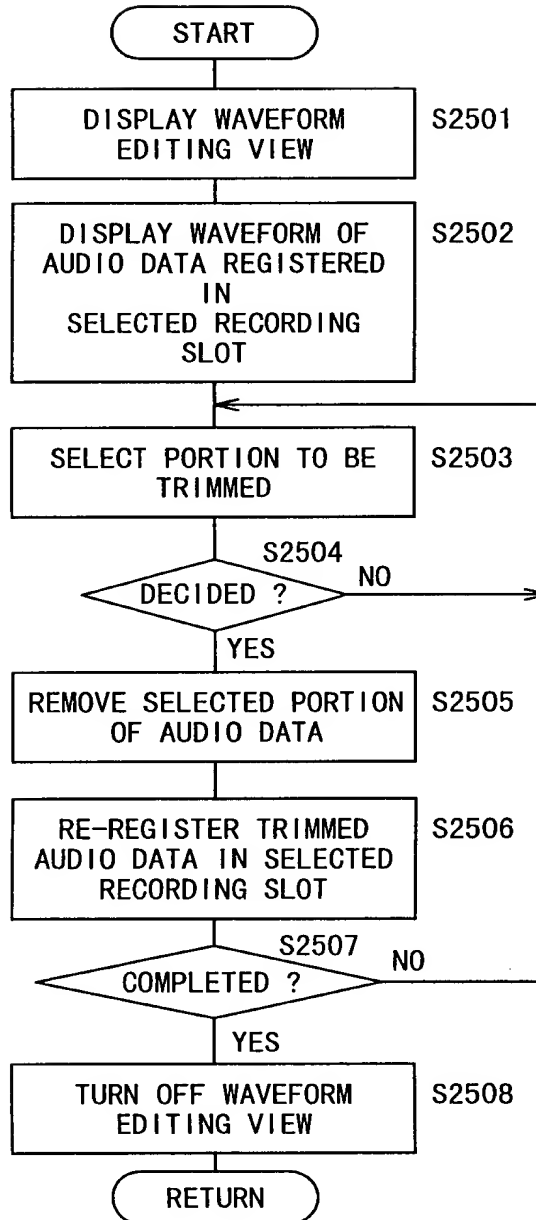 START
DISPLAY WAVEFORM
EDITING VIEW
S2501
DISPLAY WAVEFORM OF
AUDIO DATA REGISTERED
IN
SELECTED RECORDING
SLOT
S2502
SELECT PORTION TO BE
TRIMMED
S2503
S2504
DECIDED ?
NO
YES
REMOVE SELECTED PORTION
OF AUDIO DATA
S2505
RE-REGISTER TRIMMED
AUDIO DATA IN SELECTED
RECORDING SLOT
S2506
S2507
COMPLETED ?
NO
YES
TURN OFF WAVEFORM
EDITING VIEW
S2508
RETURN